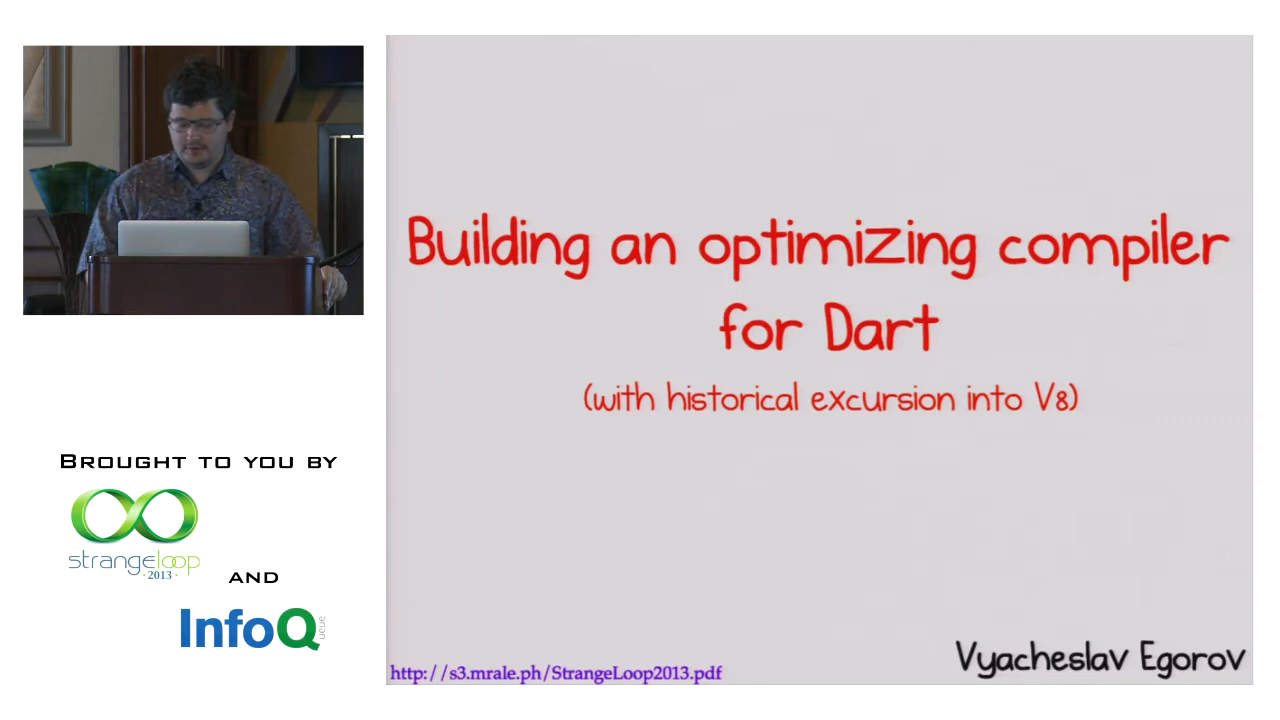 Building an optimizing compiler
for Dart
(with historical excursion into V8)
http://s3.mrale.ph/StrangeLoop2013.pdf
Vyacheslav Egorov
BROUGHT TO YOU BY
strangeloop
·2013·
AND
InfoQ
ueue